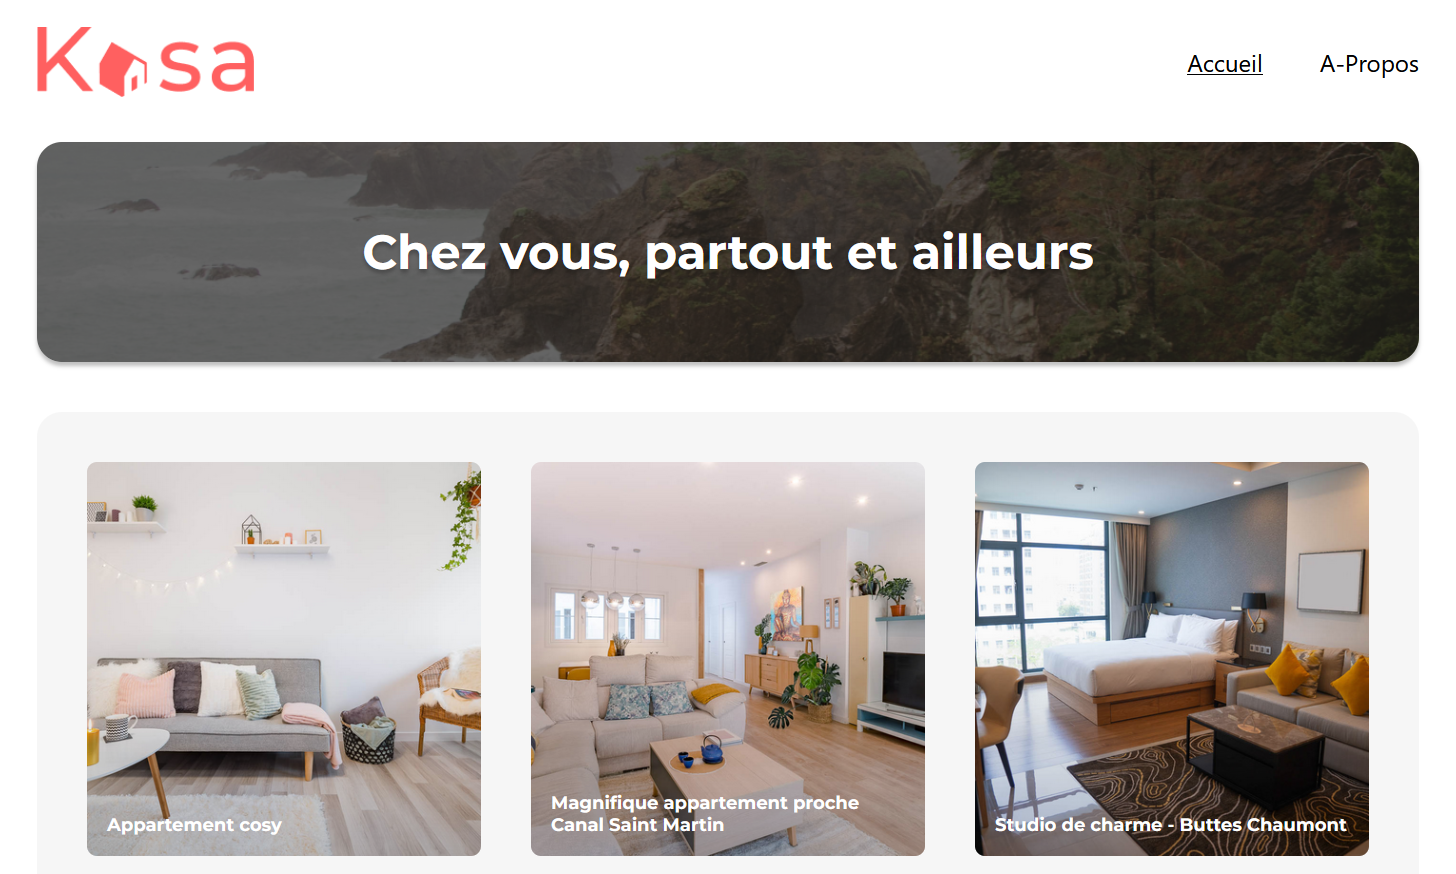 Kasa
Accueil
A-Propos
Chez vous, partout et ailleurs
Appartement cosy
Magnifique appartement proche
Canal Saint Martin
Studio de charme - Buttes Chaumont